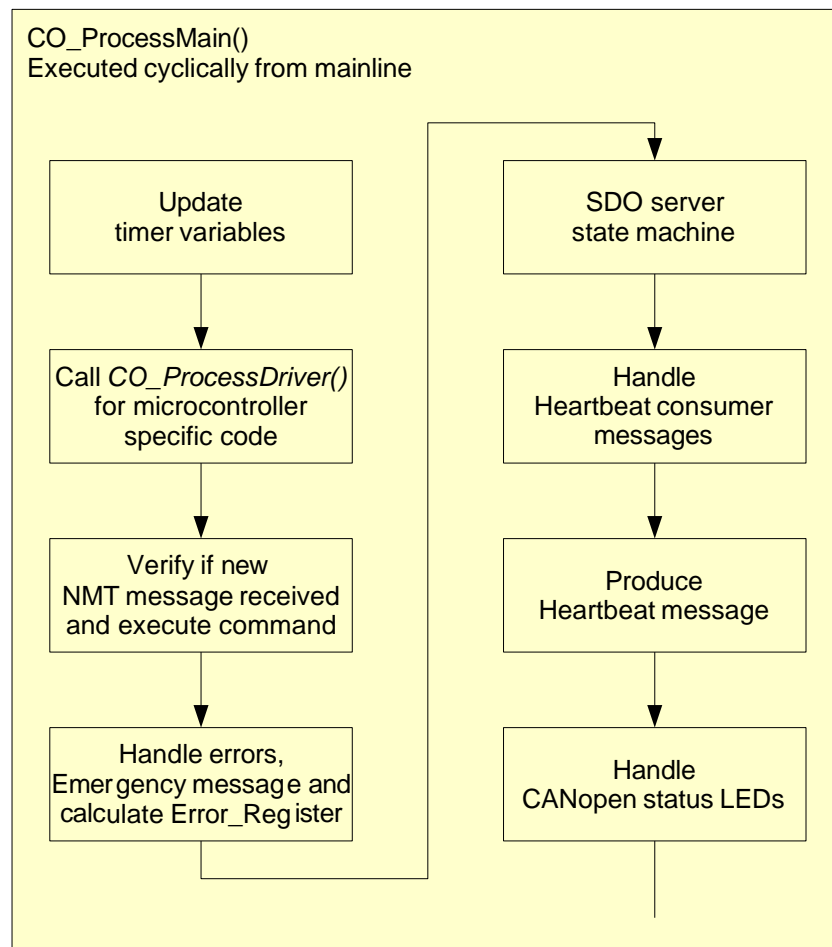 CO_ProcessMain()
Executed cyclically from mainline
Update
timer variables
Call CO_ProcessDriver()
for microcontroller
specific code
Verify if new
NMT message received
and execute command
Handle errors,
Emergency message and
calculate Error_Register
SDO server
state machine
Handle
Heartbeat consumer
messages
Produce
Heartbeat message
Handle
CANopen status LEDs